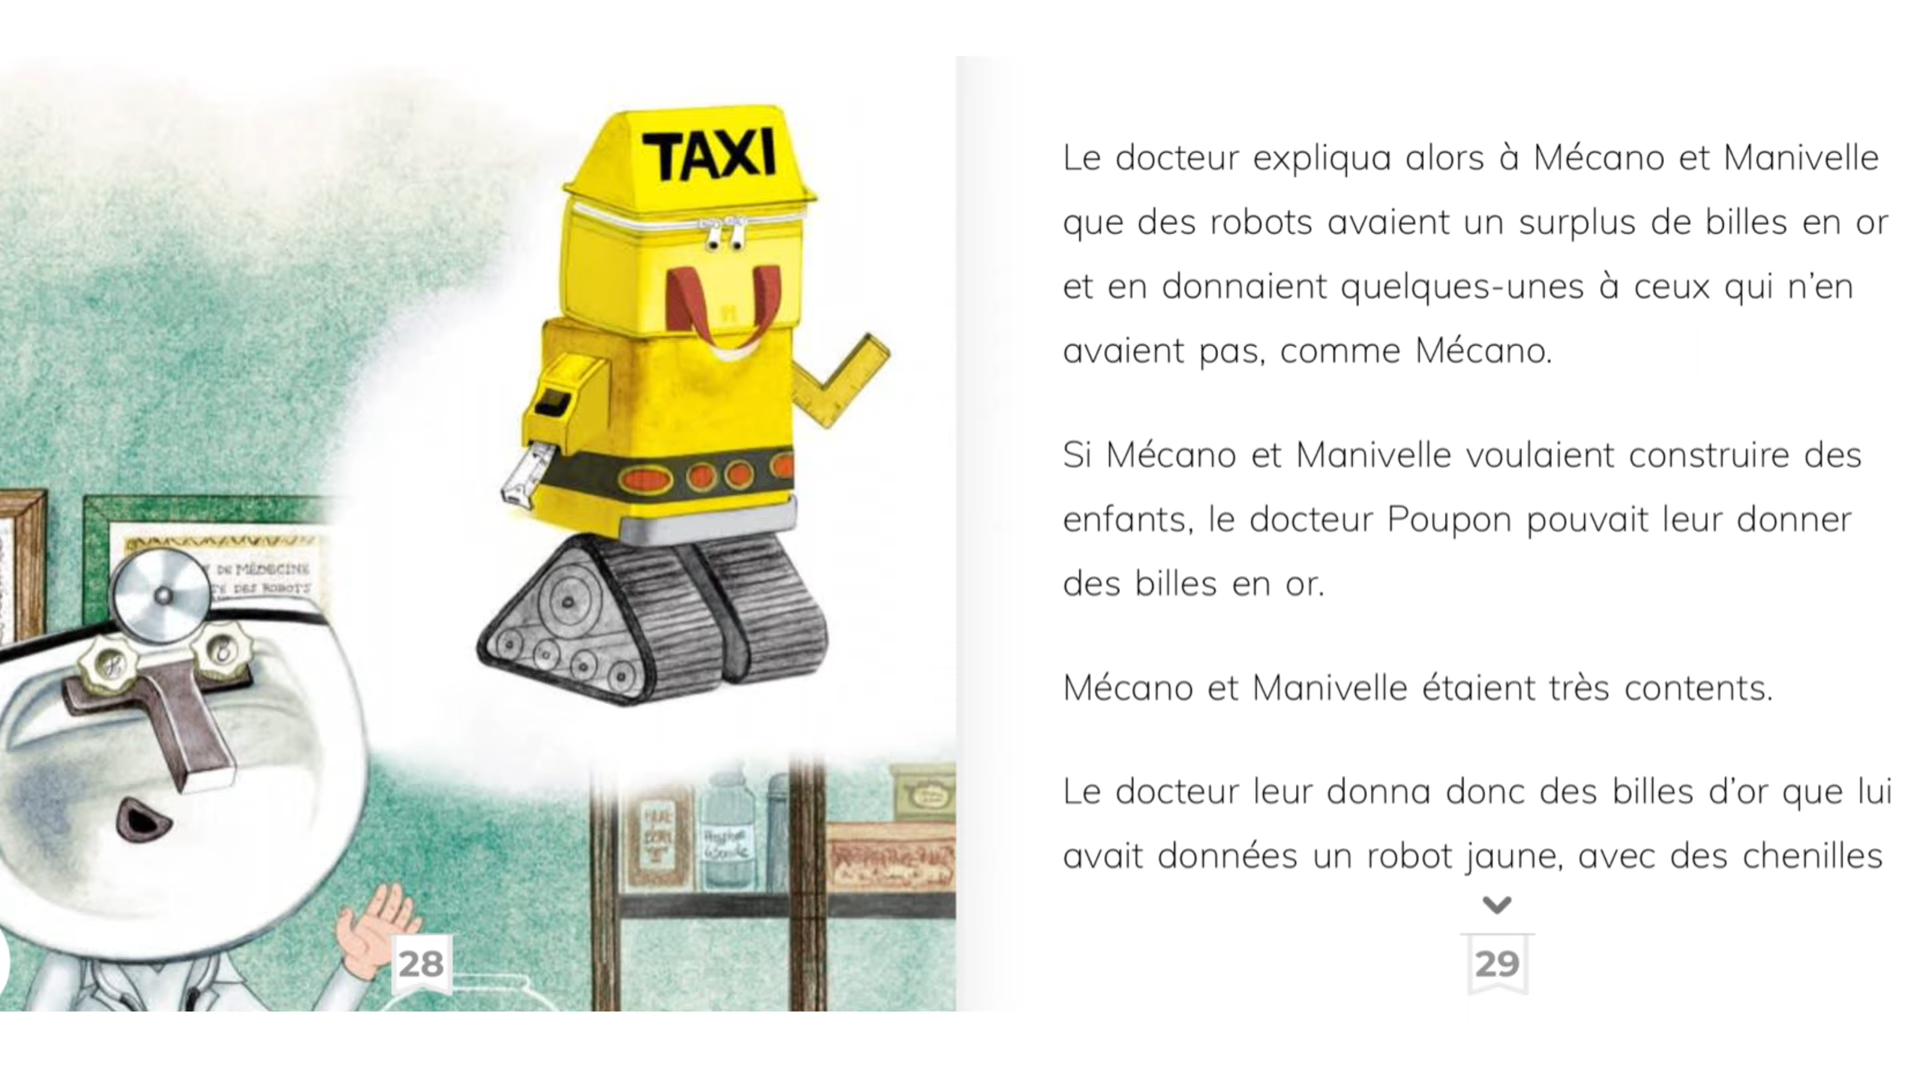 TAXI
DE MÉDECINE
DES ROBOTS
28
Le docteur expliqua alors à Mécano et Manivelle
que des robots avaient un surplus de billes en or
et en donnaient quelques-unes à ceux qui n'en
avaient pas, comme Mécano.
Si Mécano et Manivelle voulaient construire des
enfants, le docteur Poupon pouvait leur donner
des billes en or.
Mécano et Manivelle étaient très contents.
Le docteur leur donna donc des billes d'or que lui
avait données un robot jaune, avec des chenilles
29